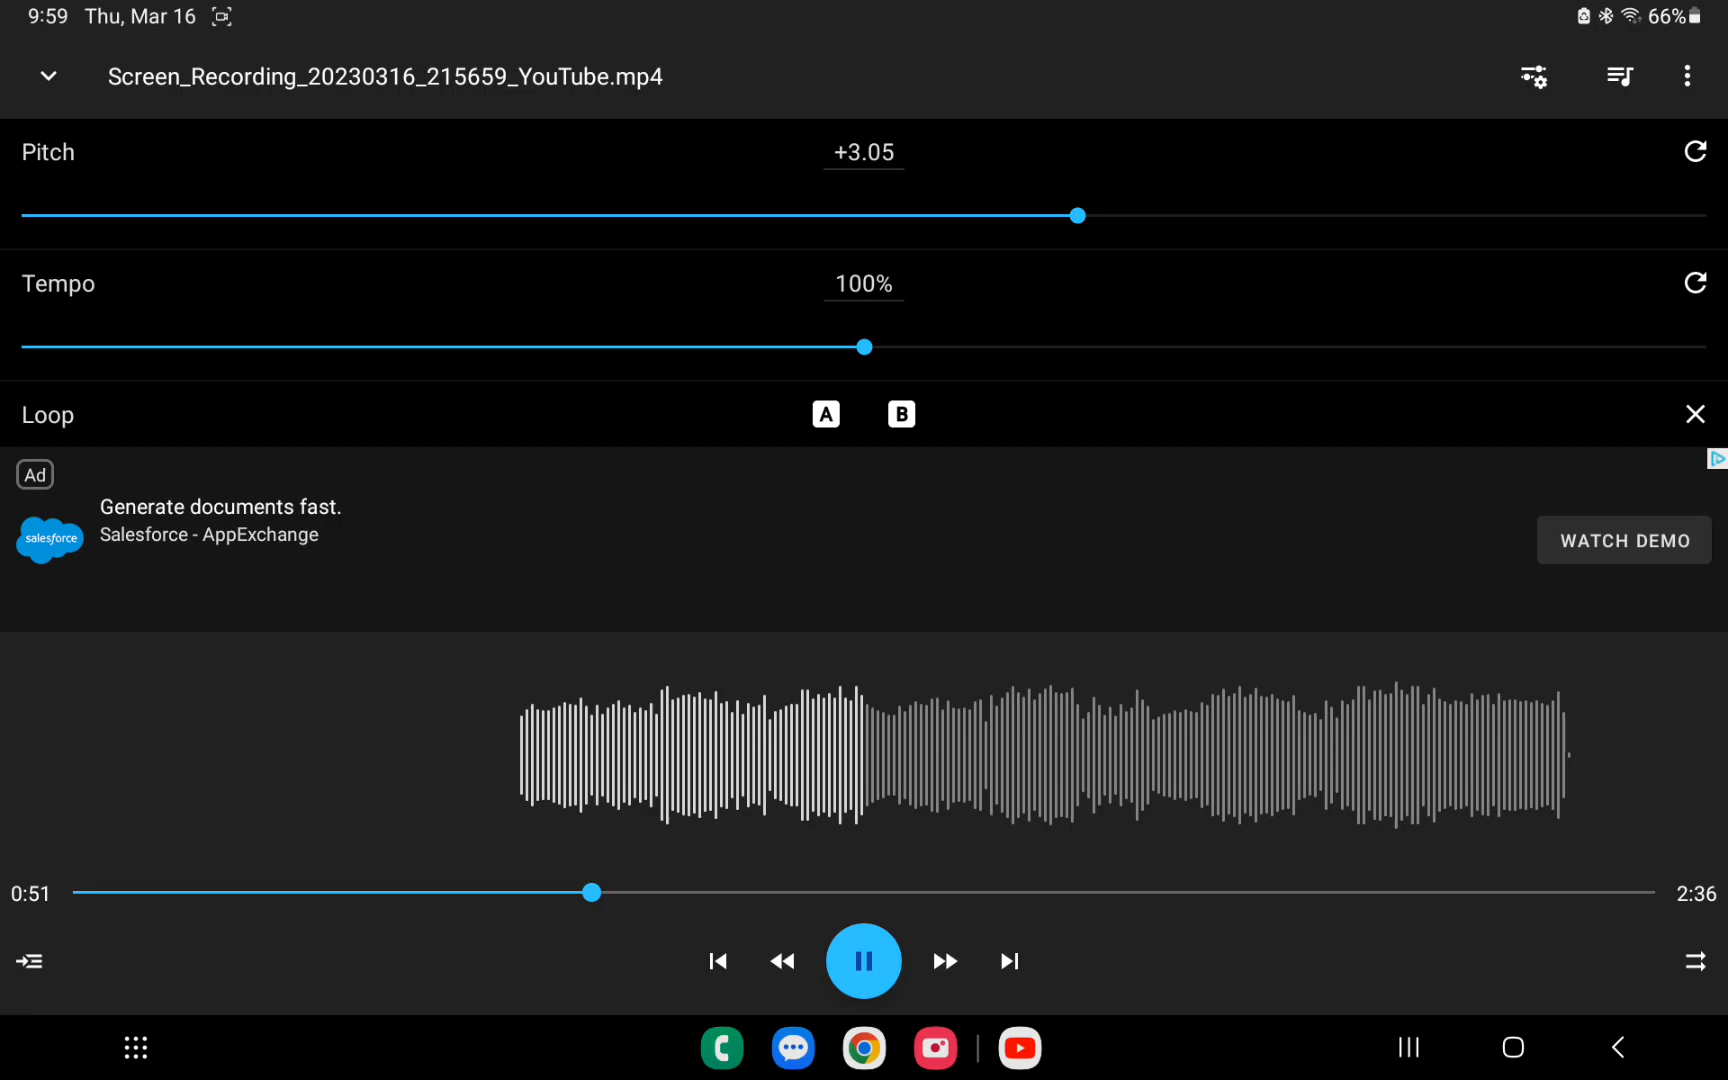 9:59 Thu, Mar 16 66%
Screen_Recording_20230316_215659_YouTube.mp4
Pitch +3.05
Tempo 100%
Loop A B
Ad
Generate documents fast.
salesforce
Salesforce - AppExchange
WATCH DEMO
0:51 2:36